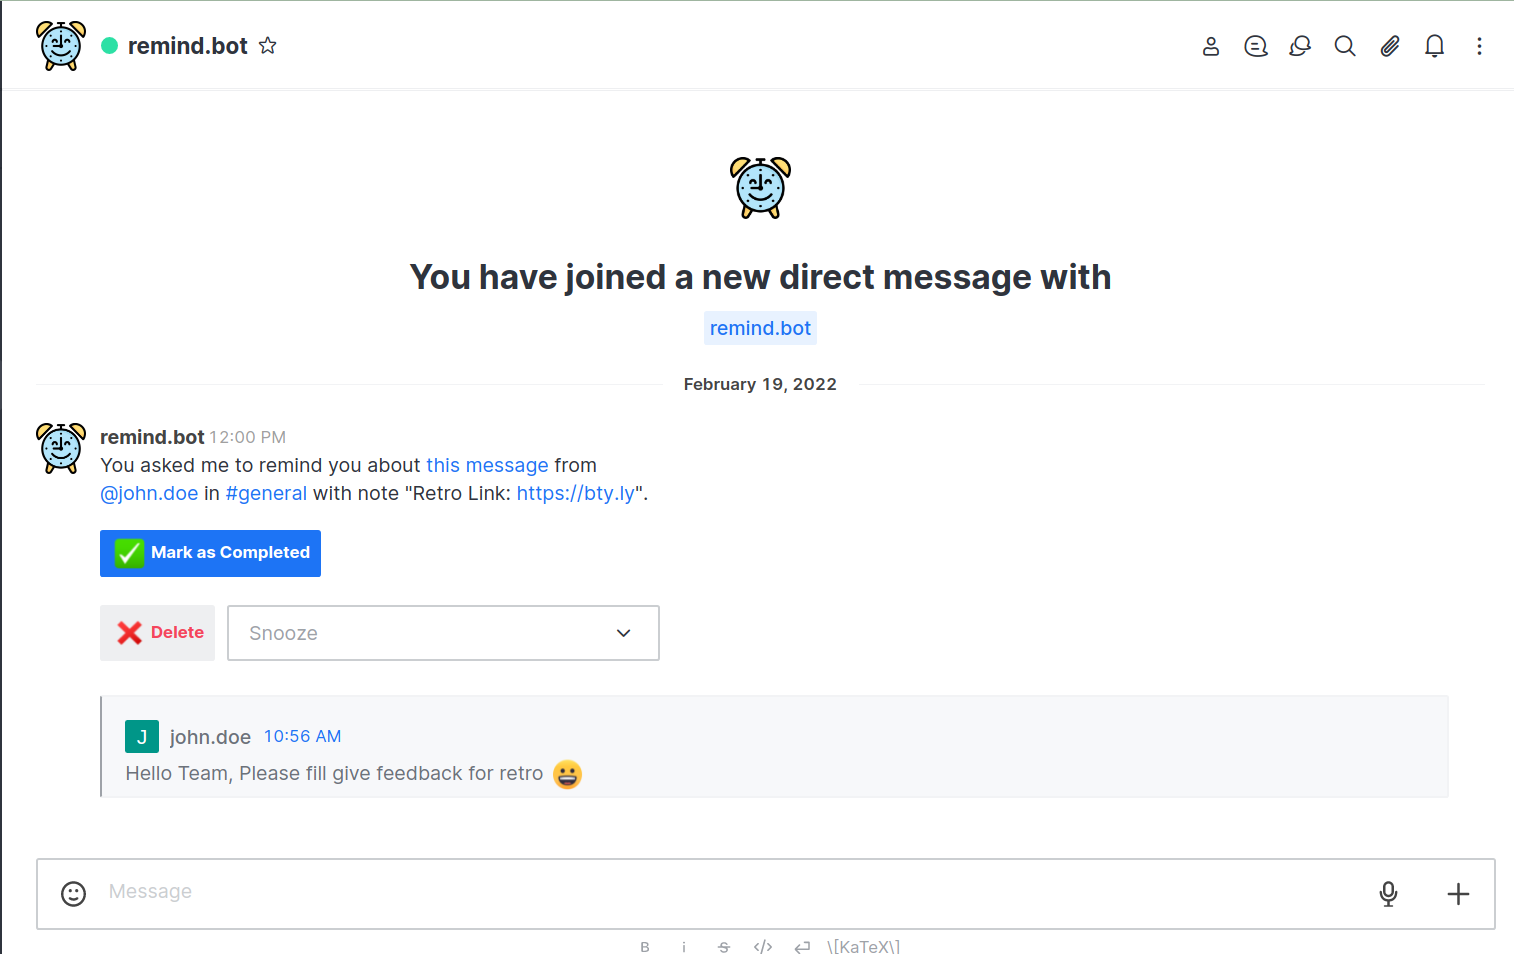 remind.bot
You have joined a new direct message with
remind.bot
February 19, 2022
remind.bot 12:00 PM
You asked me to remind you about this message from
@john.doe in #general with note "Retro Link: https://bty.ly".
Mark as Completed
Delete
Snooze
J john.doe 10:56 AM
Hello Team, Please fill give feedback for retro 😀
Message
B i S </> \[KaTeX\]